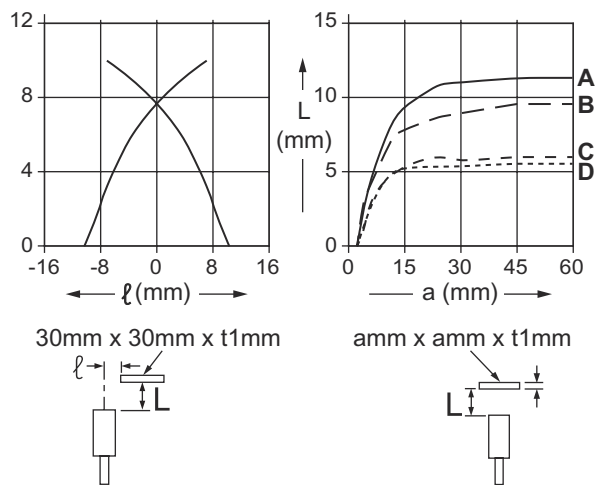 12
8
4
0
-16 -8 0 8 16
ℓ (mm)
L
(mm)
15
10
5
0
0 15 30 45 60
a (mm)
A
B
C
D
30mm x 30mm x t1mm
ℓ
L
amm x amm x t1mm
L